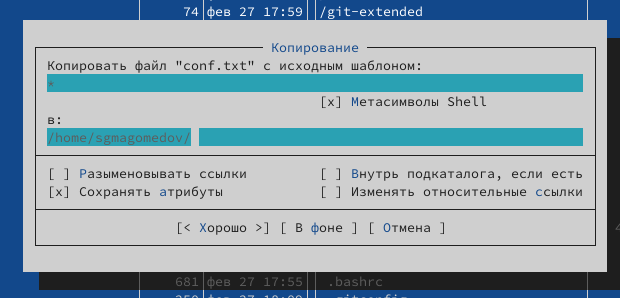 74 фев 27 17:59 /git-extended
Копирование
Копировать файл "conf.txt" с исходным шаблоном:
*
[x] Метасимволы Shell
в:
/home/sgmagomedov/
[ ] Разыменовывать ссылки [ ] Внутрь подкаталога, если есть
[x] Сохранять атрибуты [ ] Изменять относительные ссылки
[< Хорошо >] [ В фоне ] [ Отмена ]
681 фев 27 17:55 .bashrc